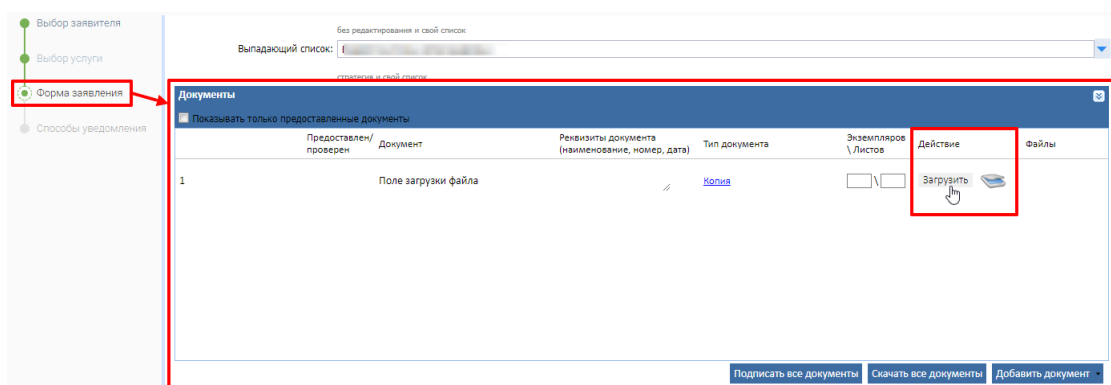 Выбор заявителя
Выбор услуги
Форма заявления
Способы уведомления
без редактирования и свой список
Выпадающий список:
стратегия и свой список
Документы
Показывать только предоставленные документы
Предоставлен/
проверен
Документ
Реквизиты документа
(наименование, номер, дата)
Тип документа
Экземпляров
\ Листов
Действие
Файлы
1
Поле загрузки файла
Копия
\
Загрузить
Подписать все документы
Скачать все документы
Добавить документ